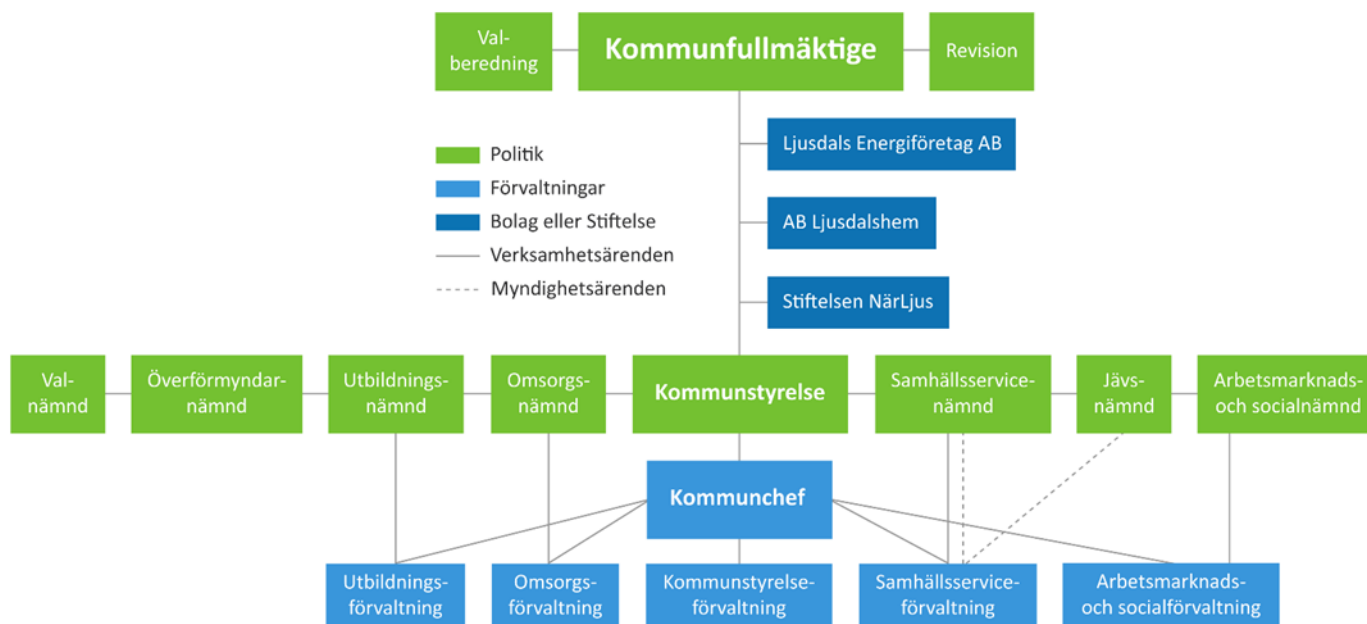 Val-
beredning
Kommunfullmäktige
Revision
Ljusdals Energiföretag AB
AB Ljusdalshem
Stiftelsen NärLjus
Politik
Förvaltningar
Bolag eller Stiftelse
Verksamhetsärenden
Myndighetsärenden
Val-
nämnd
Överförmyndar-
nämnd
Utbildnings-
nämnd
Omsorgs-
nämnd
Kommunstyrelse
Samhällsservice-
nämnd
Jävs-
nämnd
Arbetsmarknads-
och socialnämnd
Kommunchef
Utbildnings-
förvaltning
Omsorgs-
förvaltning
Kommunstyrelse-
förvaltning
Samhällsservice-
förvaltning
Arbetsmarknads-
och socialförvaltning